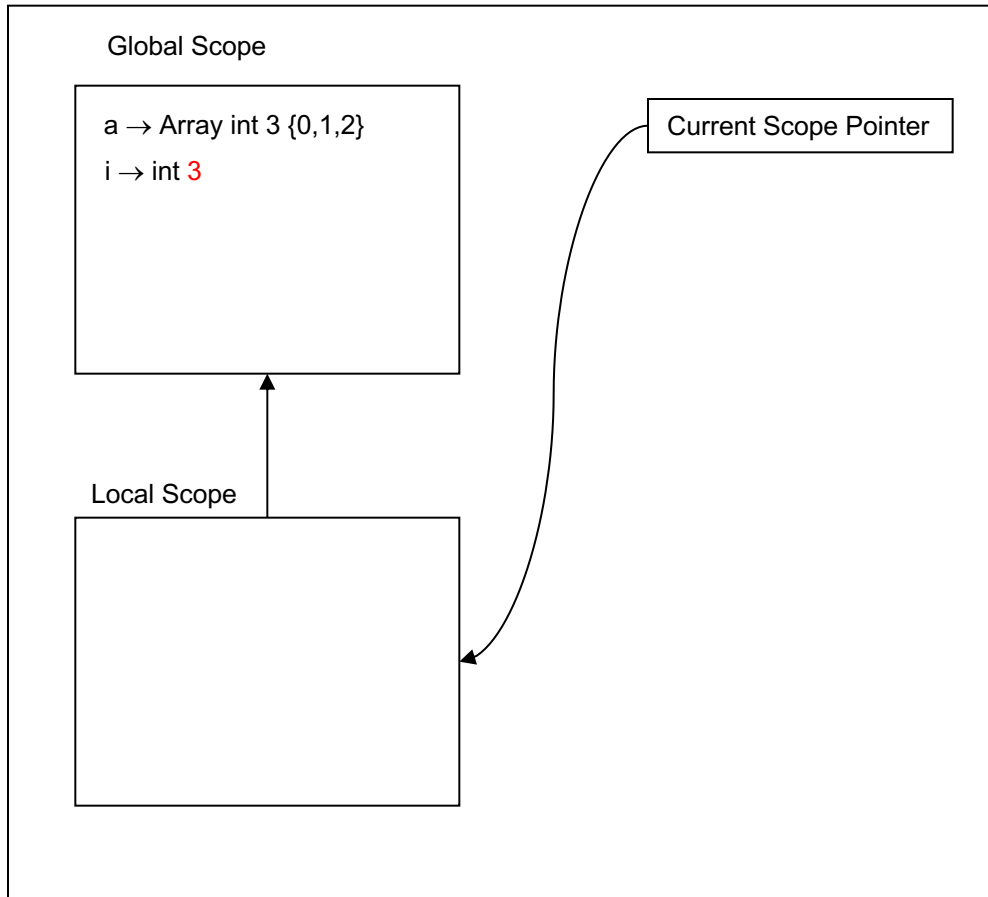 Global Scope
a → Array int 3 {0,1,2}
i → int 3
Current Scope Pointer
Local Scope